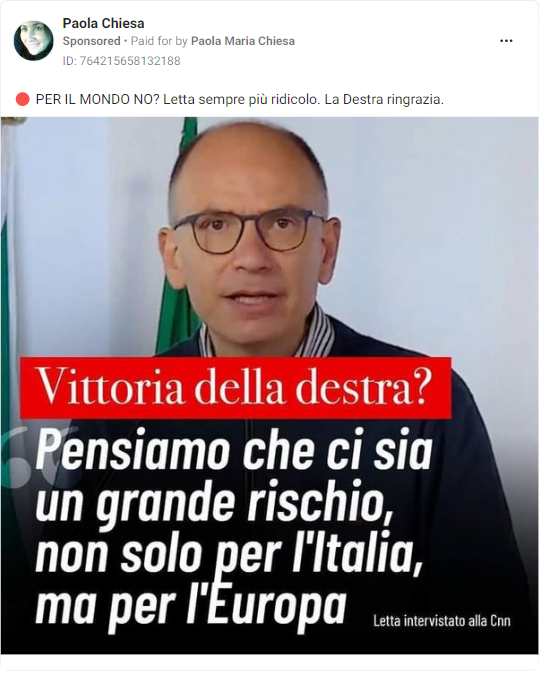 Paola Chiesa
Sponsored • Paid for by Paola Maria Chiesa
ID: 764215658132188
🔴 PER IL MONDO NO? Letta sempre più ridicolo. La Destra ringrazia.
Vittoria della destra?
Pensiamo che ci sia
un grande rischio,
non solo per l'Italia,
ma per l'Europa
Letta intervistato alla Cnn